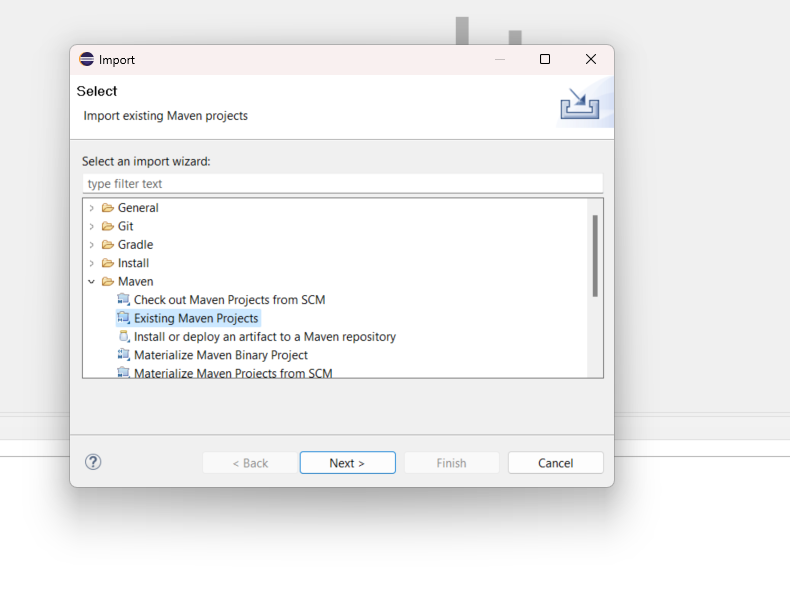 Import
Select
Import existing Maven projects
Select an import wizard:
type filter text
General
Git
Gradle
Install
Maven
Check out Maven Projects from SCM
Existing Maven Projects
Install or deploy an artifact to a Maven repository
Materialize Maven Binary Project
Materialize Maven Projects from SCM
? < Back Next > Finish Cancel